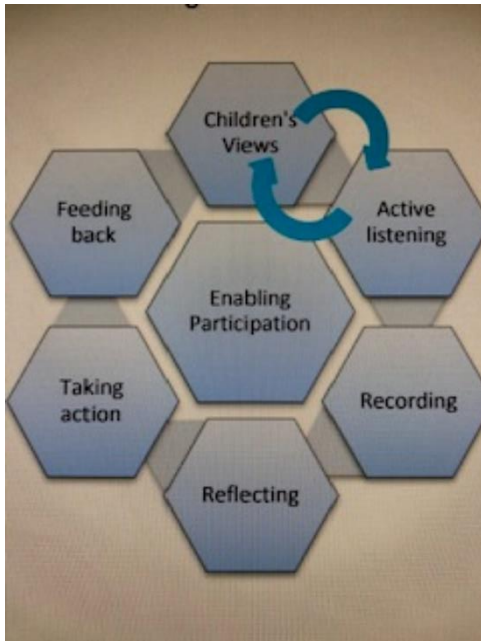 Children's
Views
Active
listening
Recording
Reflecting
Taking
action
Feeding
back
Enabling
Participation